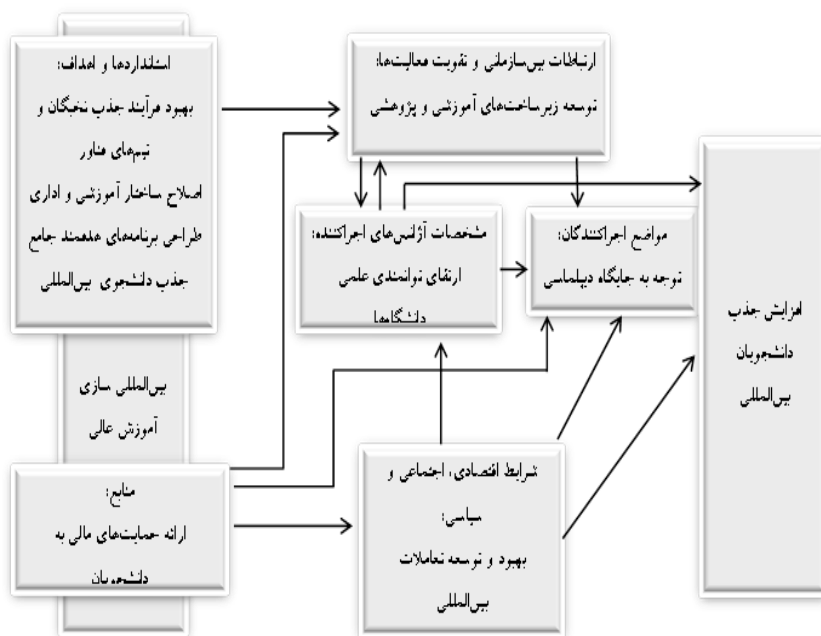 استانداردها و اهداف:
بهبود فرآیند جذب نخبگان و
تیم‌های فناور
اصلاح ساختار آموزشی و اداری
طراحی برنامه‌های هدفمند جامع
جذب دانشجوی بین‌المللی
بین‌المللی سازی
آموزش عالی
منابع:
ارائه حمایت‌های مالی به
دانشجویان
ارتباطات بین‌سازمانی و تقویت فعالیت‌ها:
توسعه زیرساخت‌های آموزشی و پژوهشی
مشخصات آژانس‌های اجراکننده:
ارتقای توانمندی علمی
دانشگاه‌ها
مواضع اجراکنندگان:
توجه به جایگاه دیپلماسی
شرایط اقتصادی، اجتماعی و
سیاسی:
بهبود و توسعه تعاملات
بین‌المللی
افزایش جذب
دانشجویان
بین‌المللی